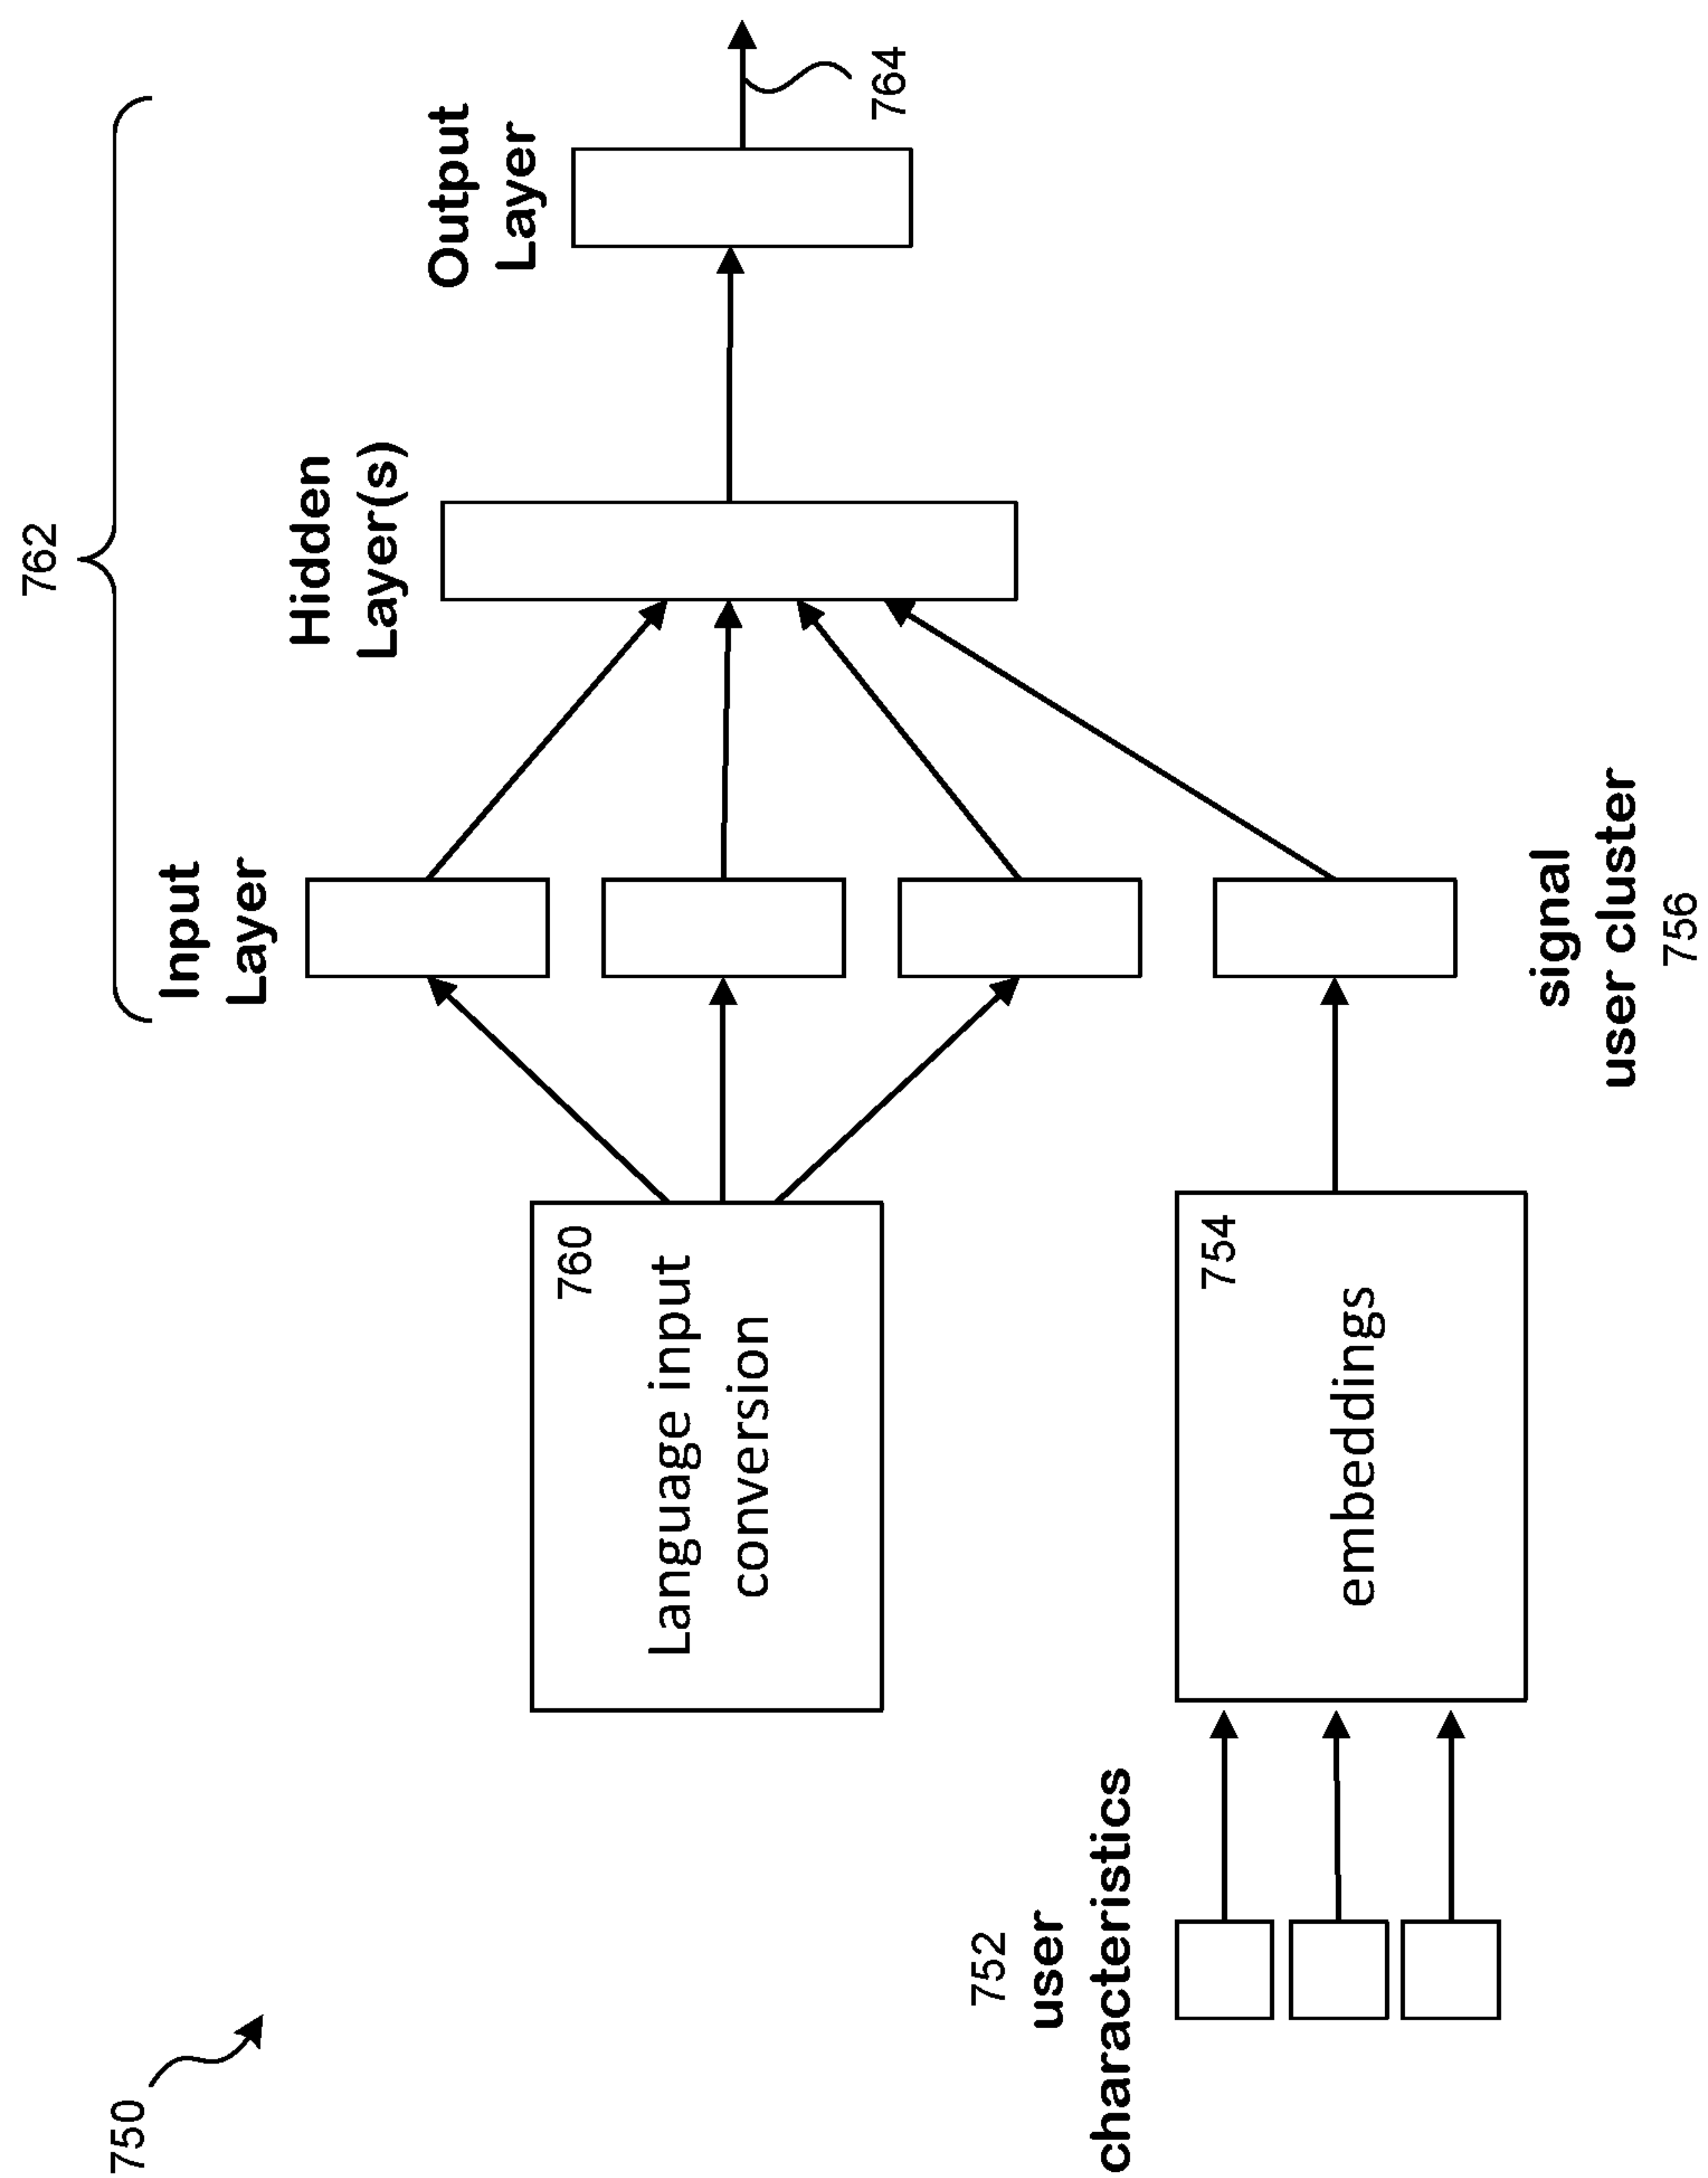 750
762
Input
Layer
Hidden
Layer(s)
Output
Layer
764
760
Language input
conversion
752
user
characteristics
754
embeddings
signal
user cluster
756